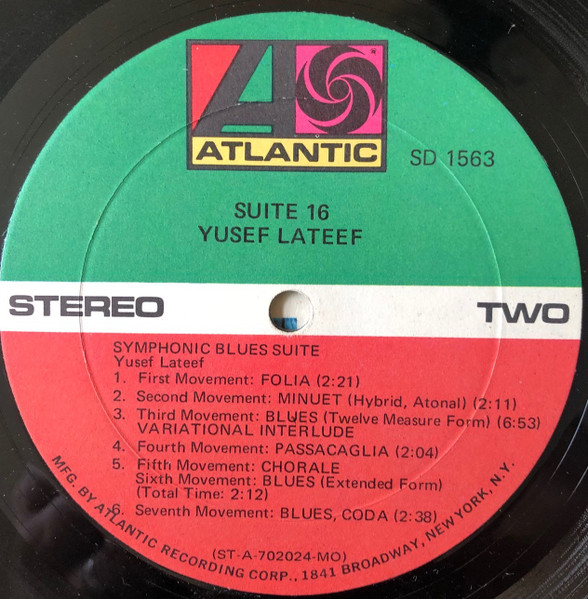 ATLANTIC
SD 1563
SUITE 16
YUSEF LATEEF
STEREO
TWO
SYMPHONIC BLUES SUITE
Yusef Lateef
1. First Movement: FOLIA (2:21)
2. Second Movement: MINUET (Hybrid, Atonal) (2:11)
3. Third Movement: BLUES (Twelve Measure Form) (6:53)
VARIATIONAL INTERLUDE
4. Fourth Movement: PASSACAGLIA (2:04)
5. Fifth Movement: CHORALE
Sixth Movement: BLUES (Extended Form)
(Total Time: 2:12)
6. Seventh Movement: BLUES, CODA (2:38)
(ST-A-702024-MO)
MFG. BY ATLANTIC RECORDING CORP., 1841 BROADWAY, NEW YORK, N.Y.